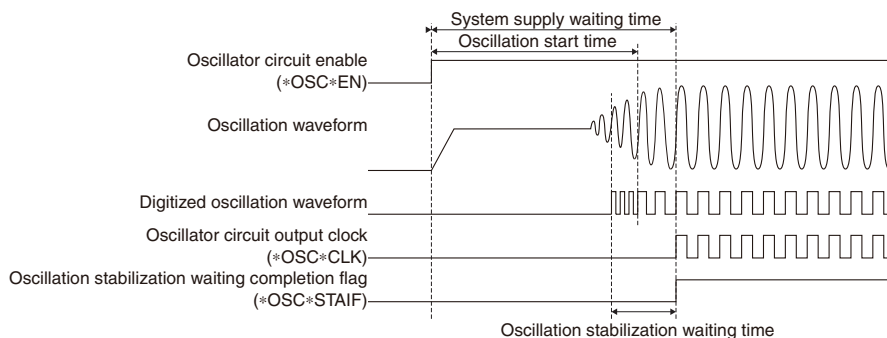 System supply waiting time
Oscillation start time
Oscillator circuit enable
(*OSC*EN)
Oscillation waveform
Digitized oscillation waveform
Oscillator circuit output clock
(*OSC*CLK)
Oscillation stabilization waiting completion flag
(*OSC*STAIF)
Oscillation stabilization waiting time